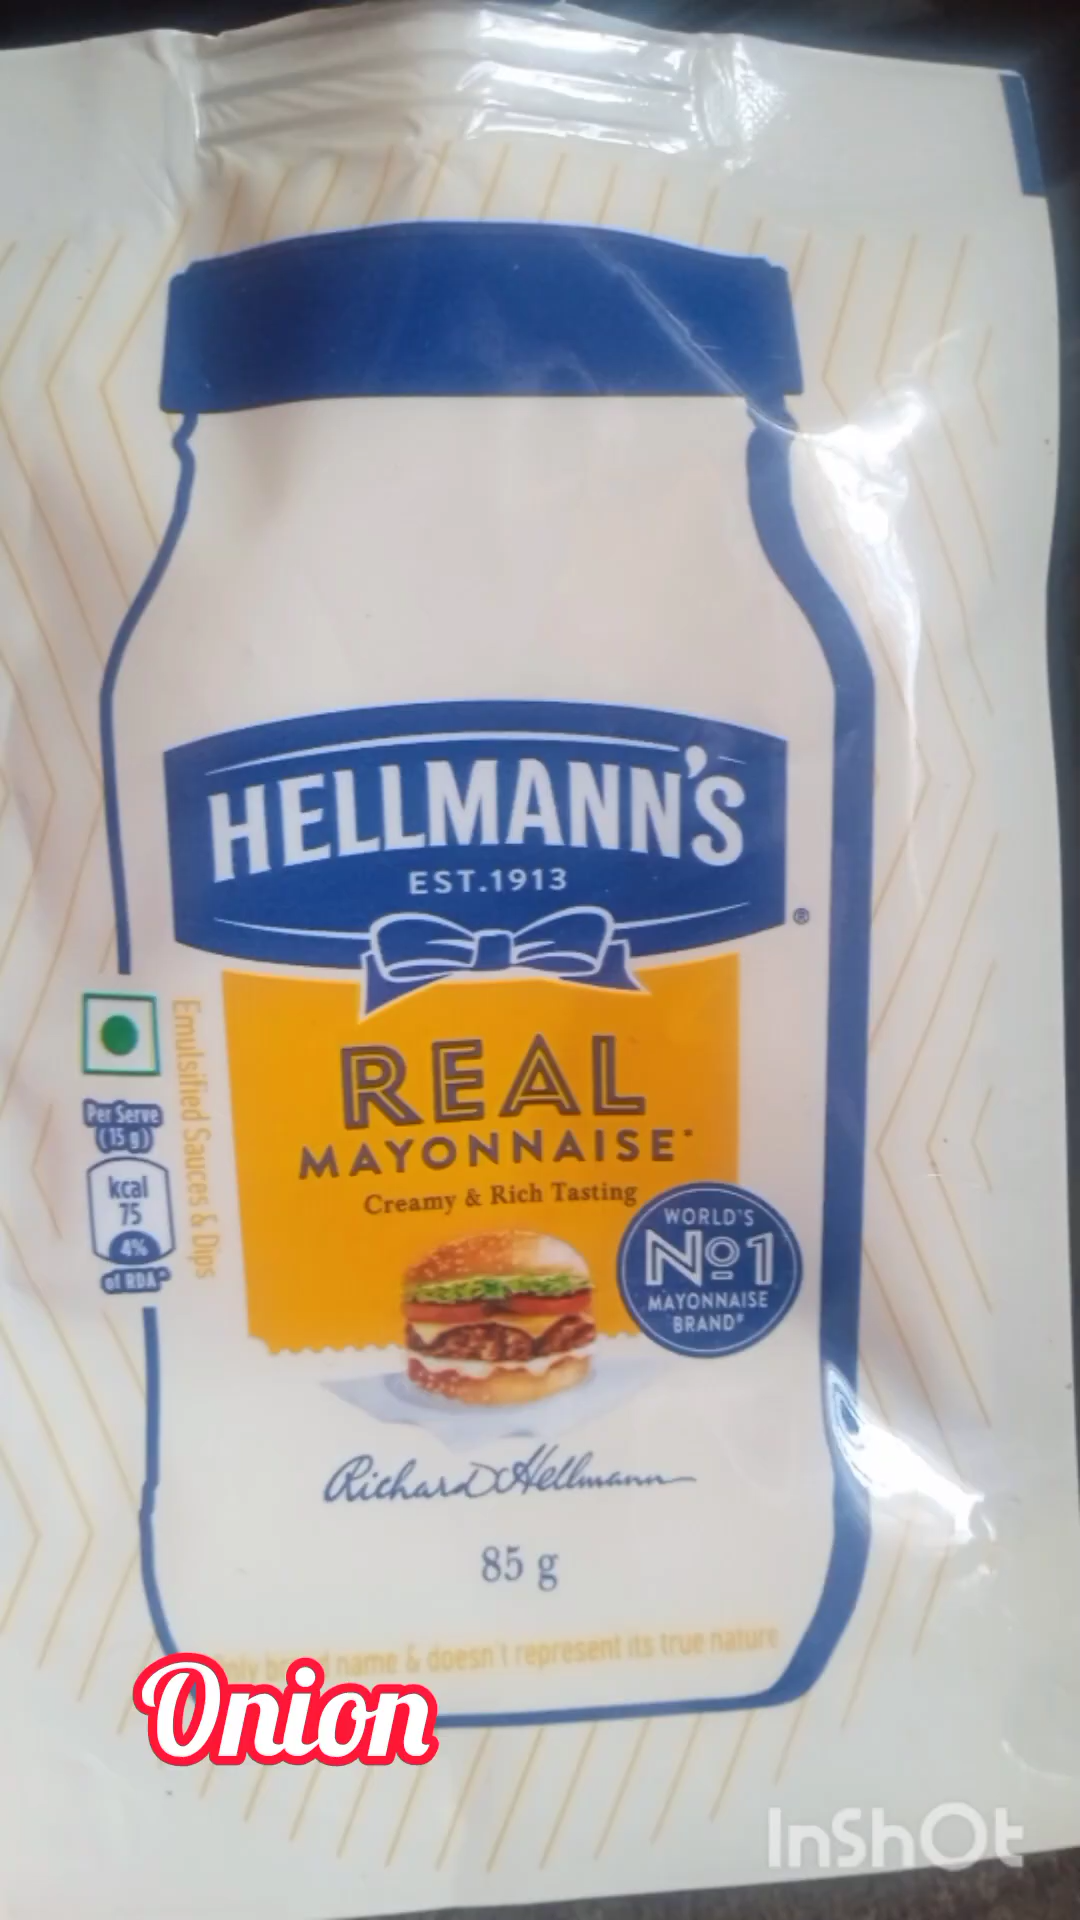 HELLMANN'S
EST.1913
®
REAL
MAYONNAISE*
Creamy & Rich Tasting
Emulsified Sauces & Dips
Per Serve
(15 g)
kcal
75
4%
of RDA*
WORLD'S
Nº1
MAYONNAISE
BRAND#
Richard Hellmann
85 g
name & doesn't represent its true nature
Onion
InShOt